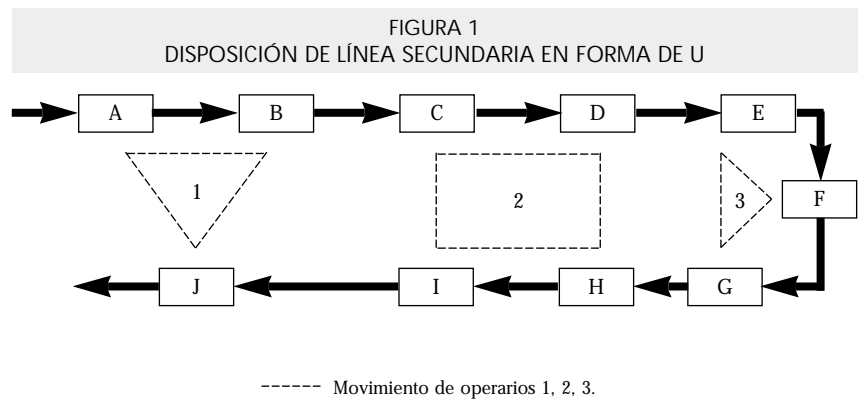 FIGURA 1
DISPOSICIÓN DE LÍNEA SECUNDARIA EN FORMA DE U
A B C D E
1 2 3 F
J I H G
Movimiento de operarios 1, 2, 3.